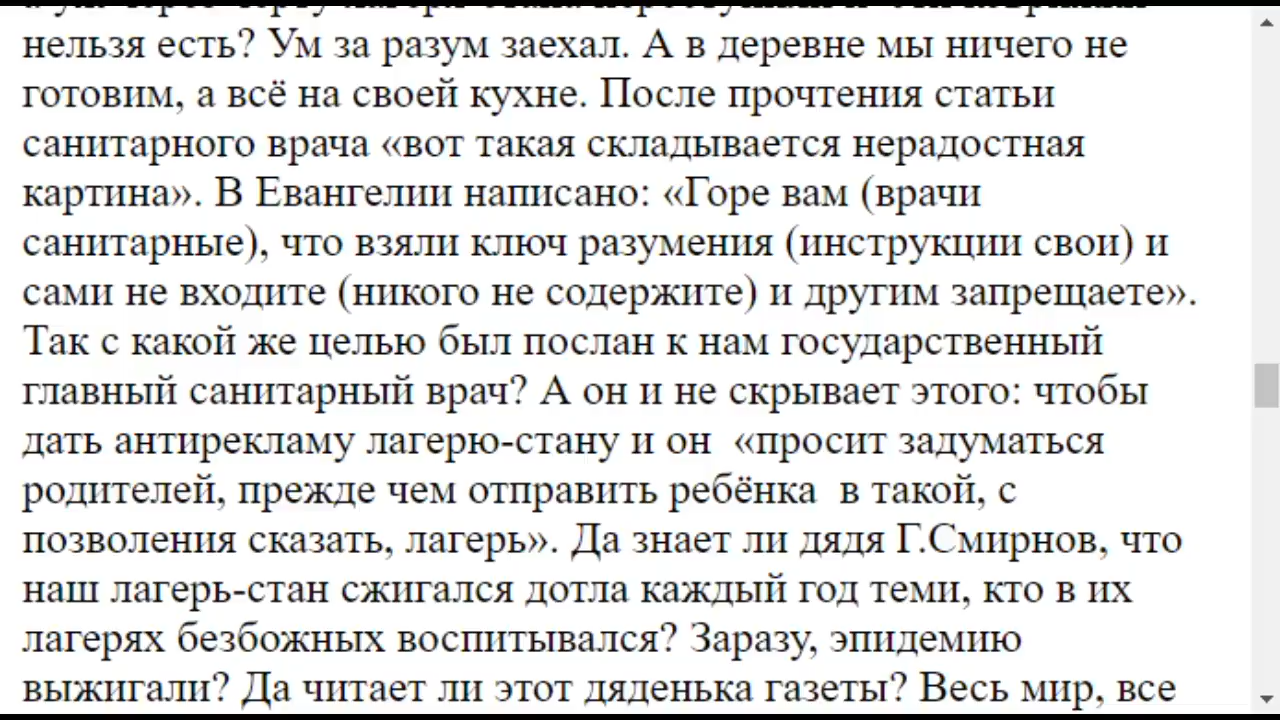 нельзя есть? Ум за разум заехал. А в деревне мы ничего не
готовим, а всё на своей кухне. После прочтения статьи
санитарного врача «вот такая складывается нерадостная
картина». В Евангелии написано: «Горе вам (врачи
санитарные), что взяли ключ разумения (инструкции свои) и
сами не входите (никого не содержите) и другим запрещаете».
Так с какой же целью был послан к нам государственный
главный санитарный врач? А он и не скрывает этого: чтобы
дать антирекламу лагерю-стану и он  «просит задуматься
родителей, прежде чем отправить ребёнка  в такой, с
позволения сказать, лагерь». Да знает ли дядя Г.Смирнов, что
наш лагерь-стан сжигался дотла каждый год теми, кто в их
лагерях безбожных воспитывался? Заразу, эпидемию
выжигали? Да читает ли этот дяденька газеты? Весь мир, все